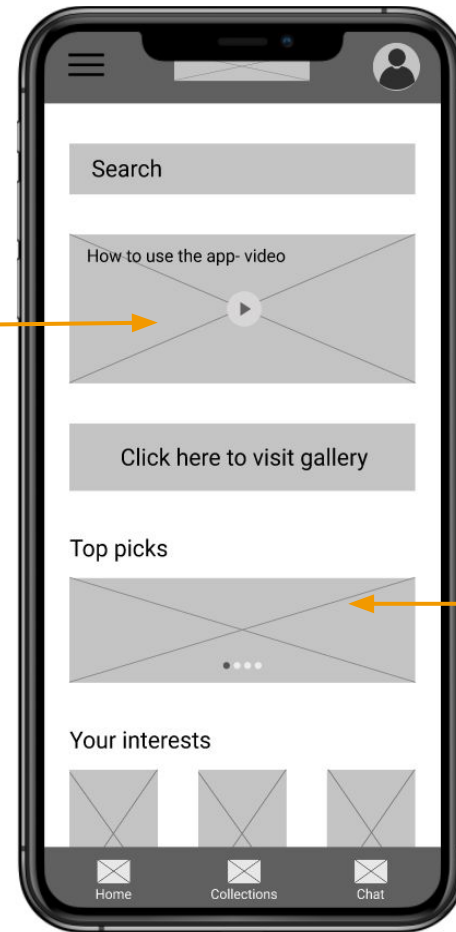 Search
How to use the app- video
Click here to visit gallery
Top picks
Your interests
Home
Collections
Chat